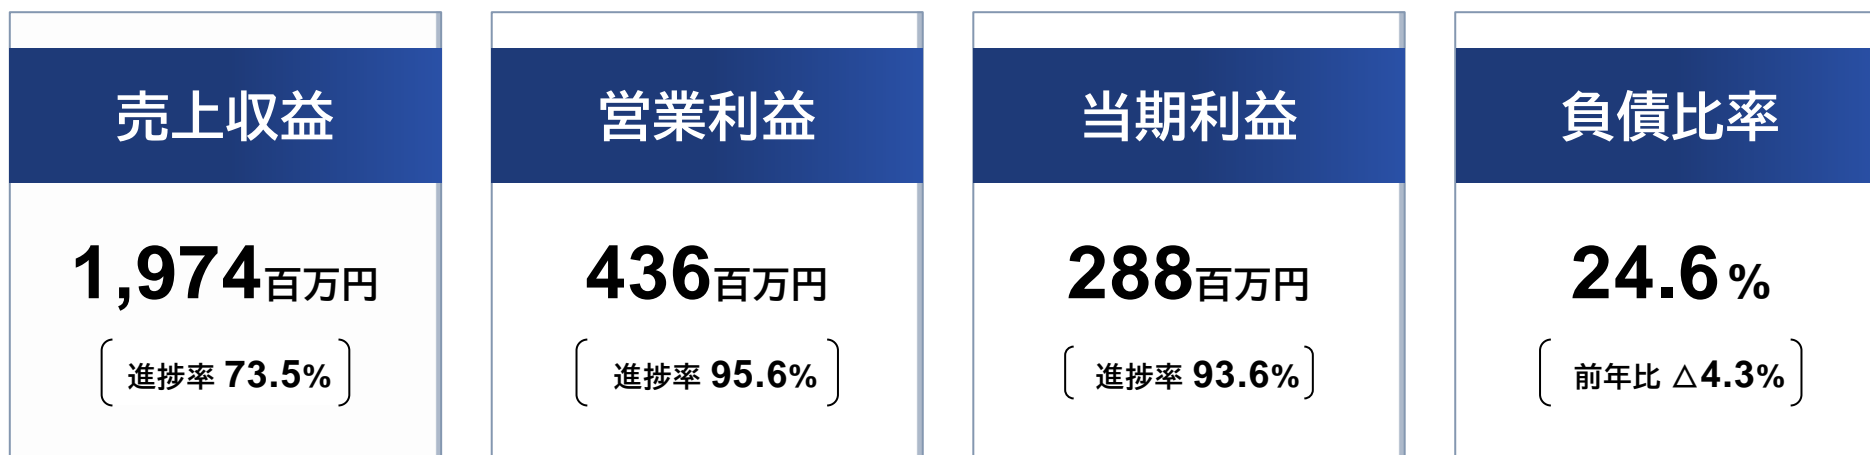 売上収益
1,974百万円
進捗率 73.5%
営業利益
436百万円
進捗率 95.6%
当期利益
288百万円
進捗率 93.6%
負債比率
24.6%
前年比 △4.3%